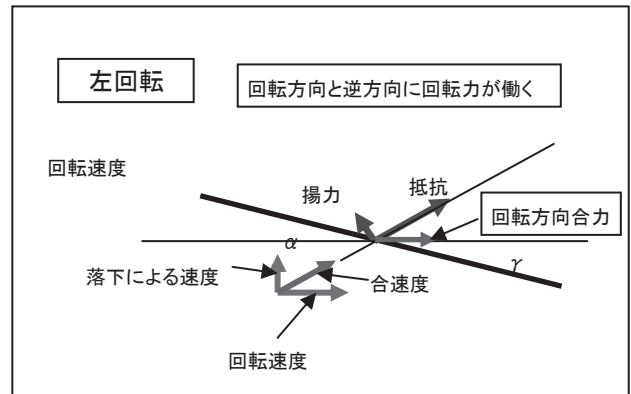 左回転
回転方向と逆方向に回転力が働く
回転速度
揚力
抵抗
回転方向合力
α
γ
落下による速度
合速度
回転速度